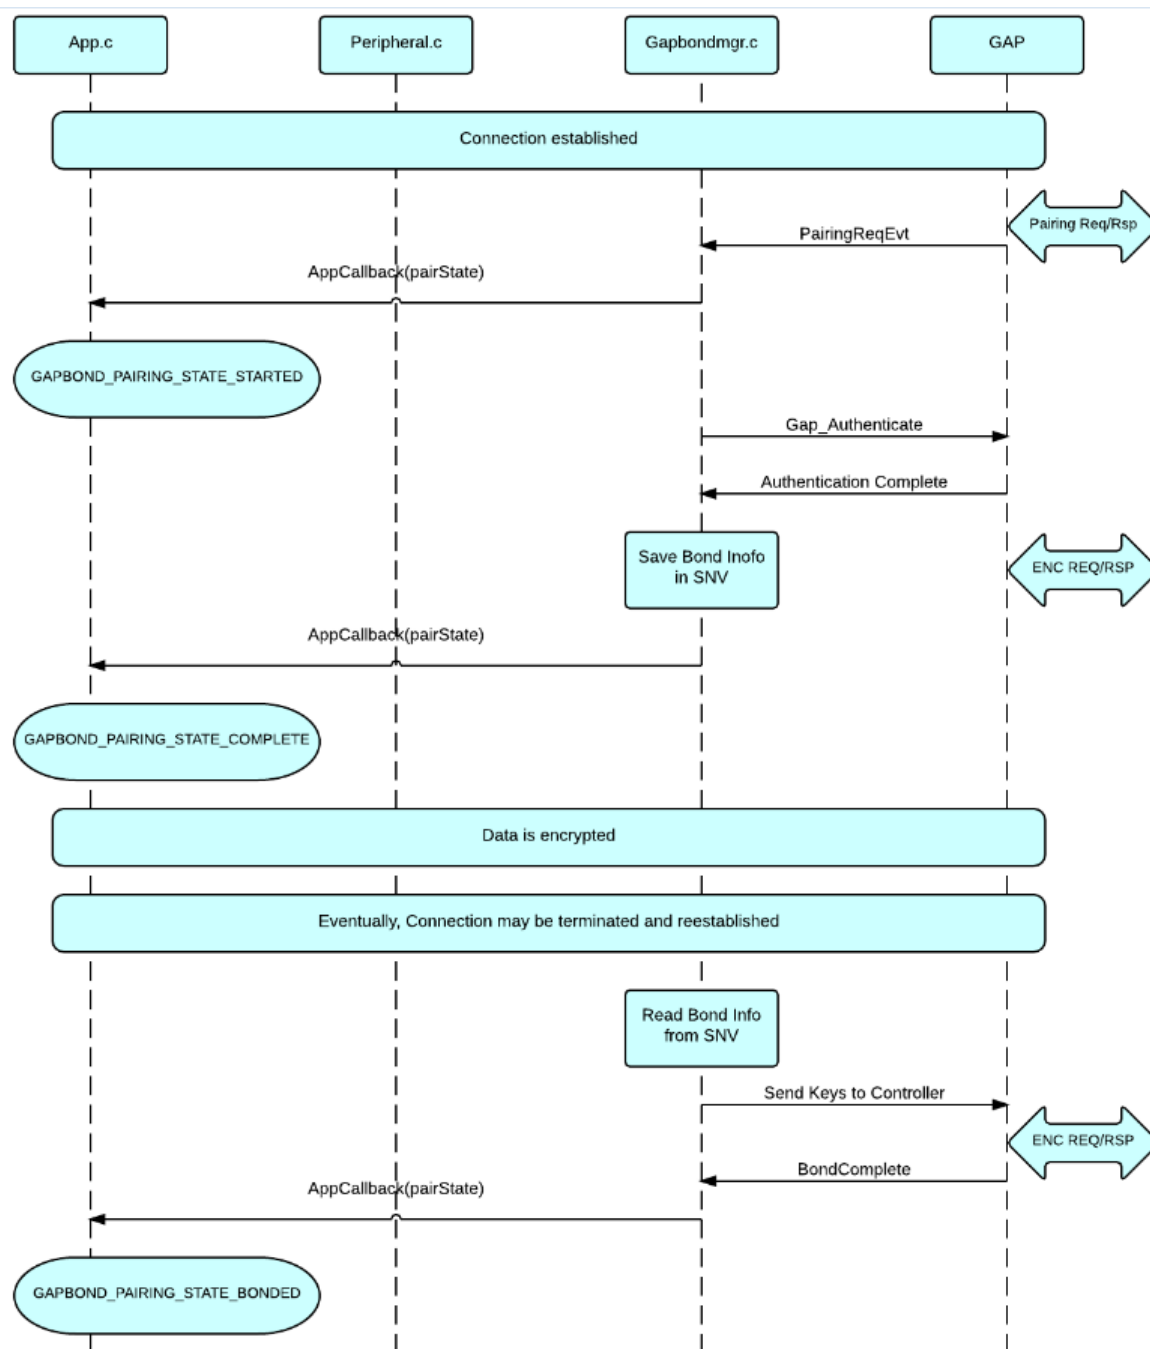 App.c
Peripheral.c
Gapbondmgr.c
GAP
Connection established
Pairing Req/Rsp
PairingReqEvt
AppCallback(pairState)
GAPBOND_PAIRING_STATE_STARTED
Gap_Authenticate
Authentication Complete
Save Bond Inofo
in SNV
ENC REQ/RSP
AppCallback(pairState)
GAPBOND_PAIRING_STATE_COMPLETE
Data is encrypted
Eventually, Connection may be terminated and reestablished
Read Bond Info
from SNV
Send Keys to Controller
ENC REQ/RSP
BondComplete
AppCallback(pairState)
GAPBOND_PAIRING_STATE_BONDED